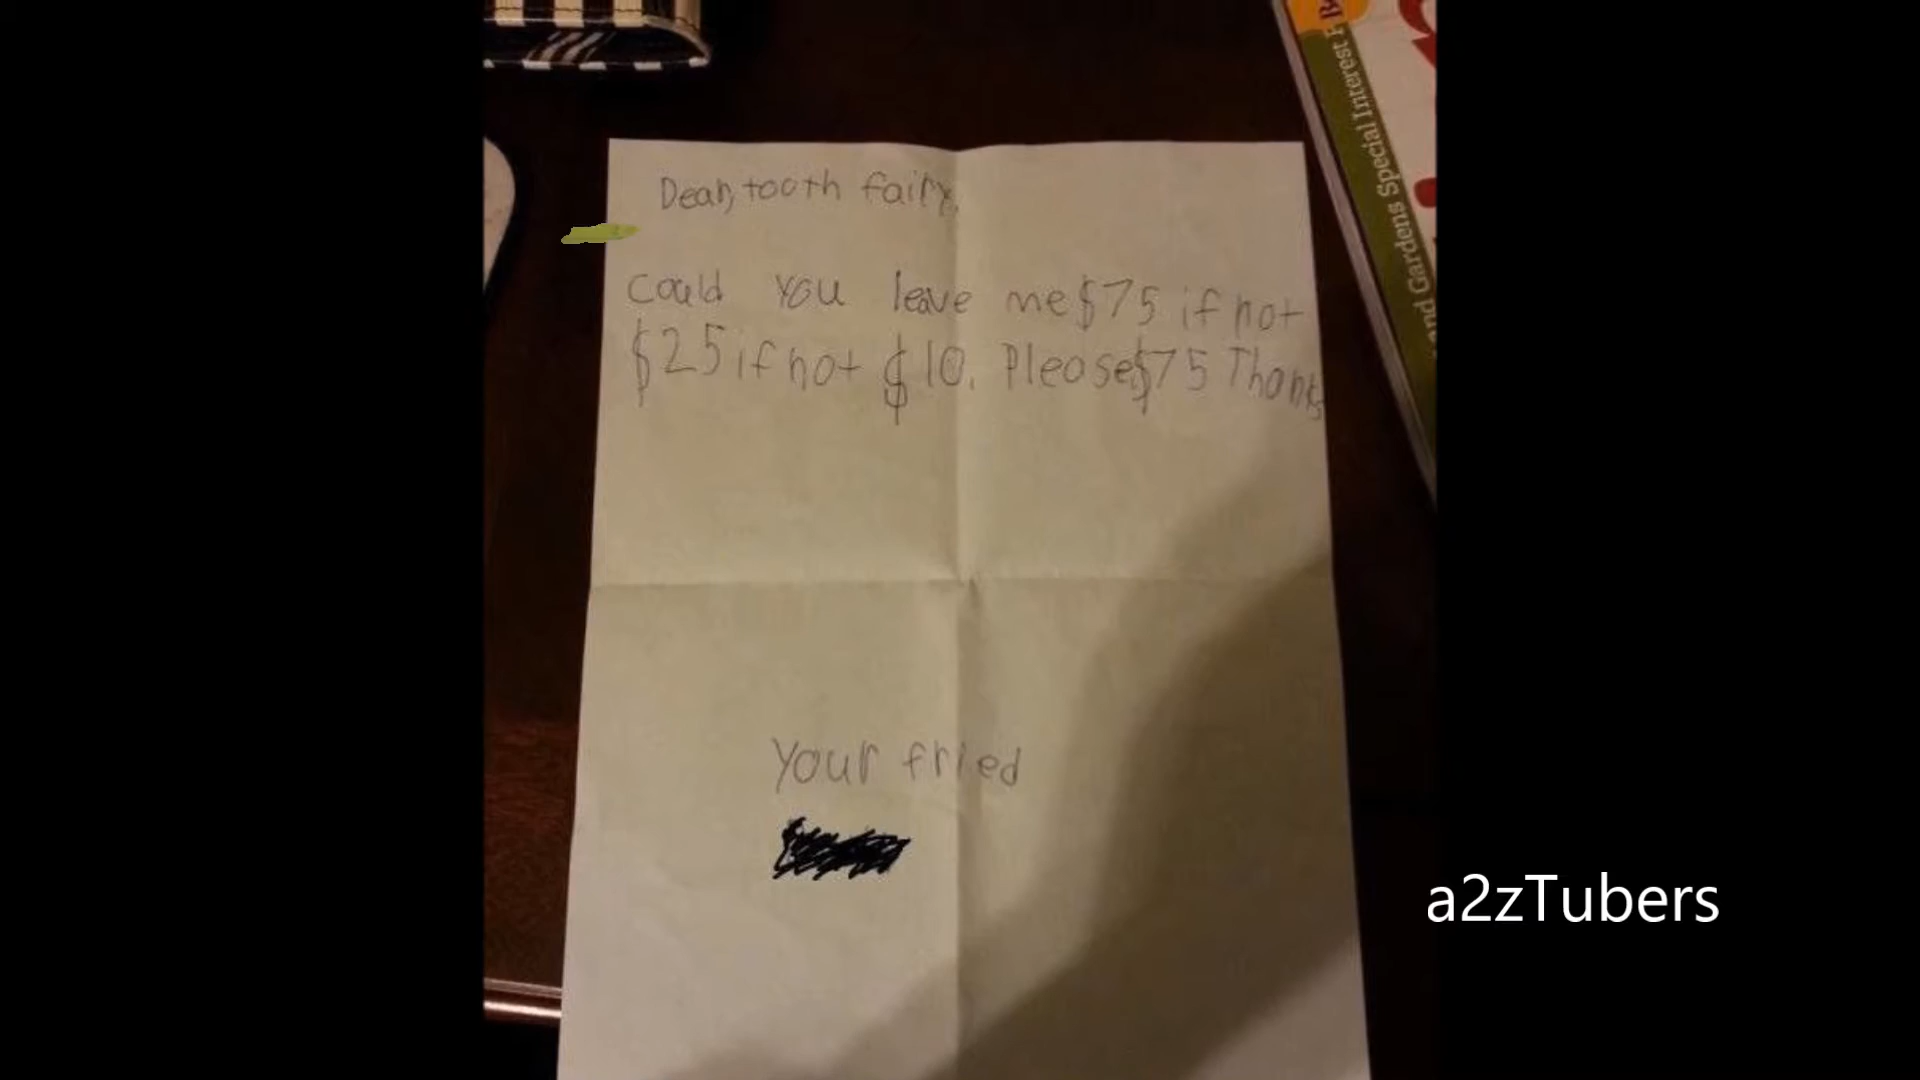 Dear, tooth fairy,
Could you leave me $75 if not
$25 if not $10. Please $75 Thanks
Your fried
and Gardens Special Interest
a2zTubers